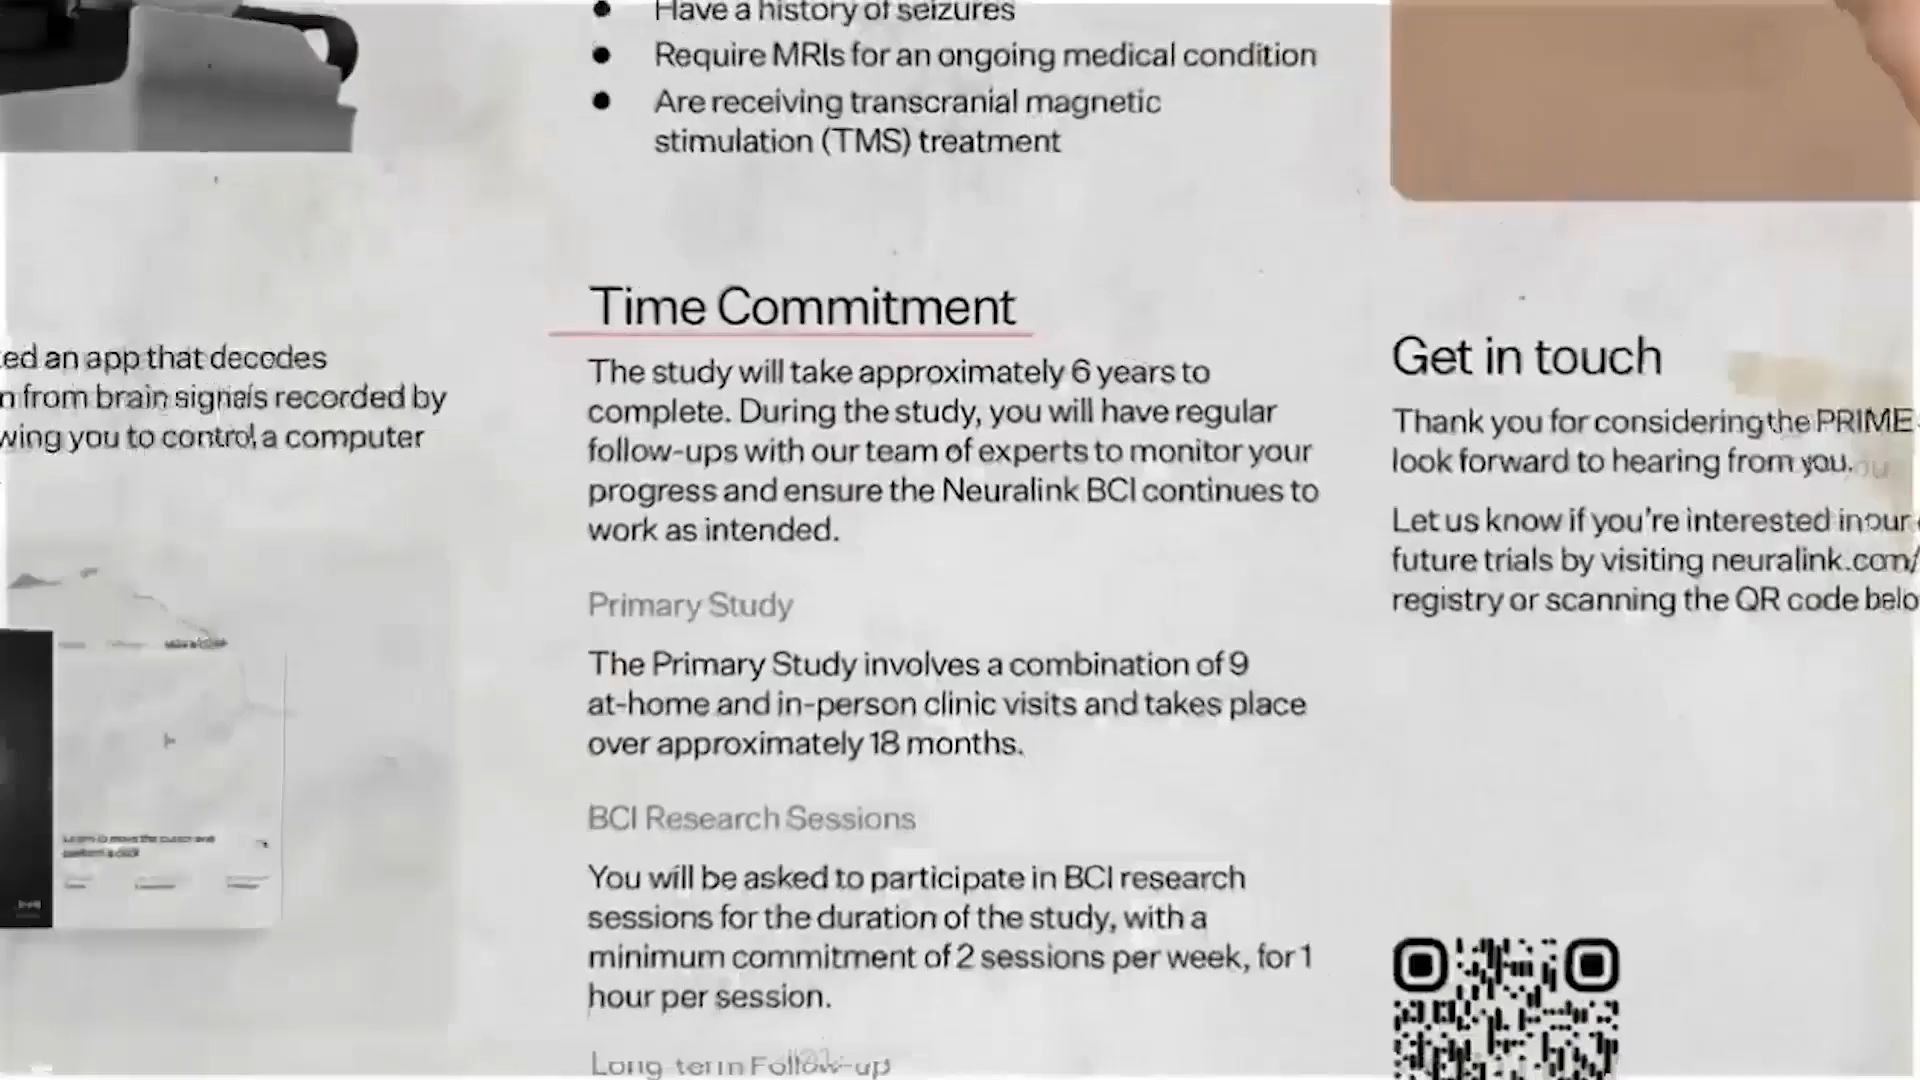 Have a history of seizures
Require MRIs for an ongoing medical condition
Are receiving transcranial magnetic
stimulation (TMS) treatment
ed an app that decodes
n from brain signals recorded by
wing you to control a computer
Time Commitment
The study will take approximately 6 years to
complete. During the study, you will have regular
follow-ups with our team of experts to monitor your
progress and ensure the Neuralink BCI continues to
work as intended.
Primary Study
The Primary Study involves a combination of 9
at-home and in-person clinic visits and takes place
over approximately 18 months.
BCI Research Sessions
You will be asked to participate in BCI research
sessions for the duration of the study, with a
minimum commitment of 2 sessions per week, for 1
hour per session.
Long-term Follow-up
Get in touch
Thank you for considering the PRIME
look forward to hearing from you.
Let us know if you're interested in our
future trials by visiting neuralink.com/
registry or scanning the QR code belo